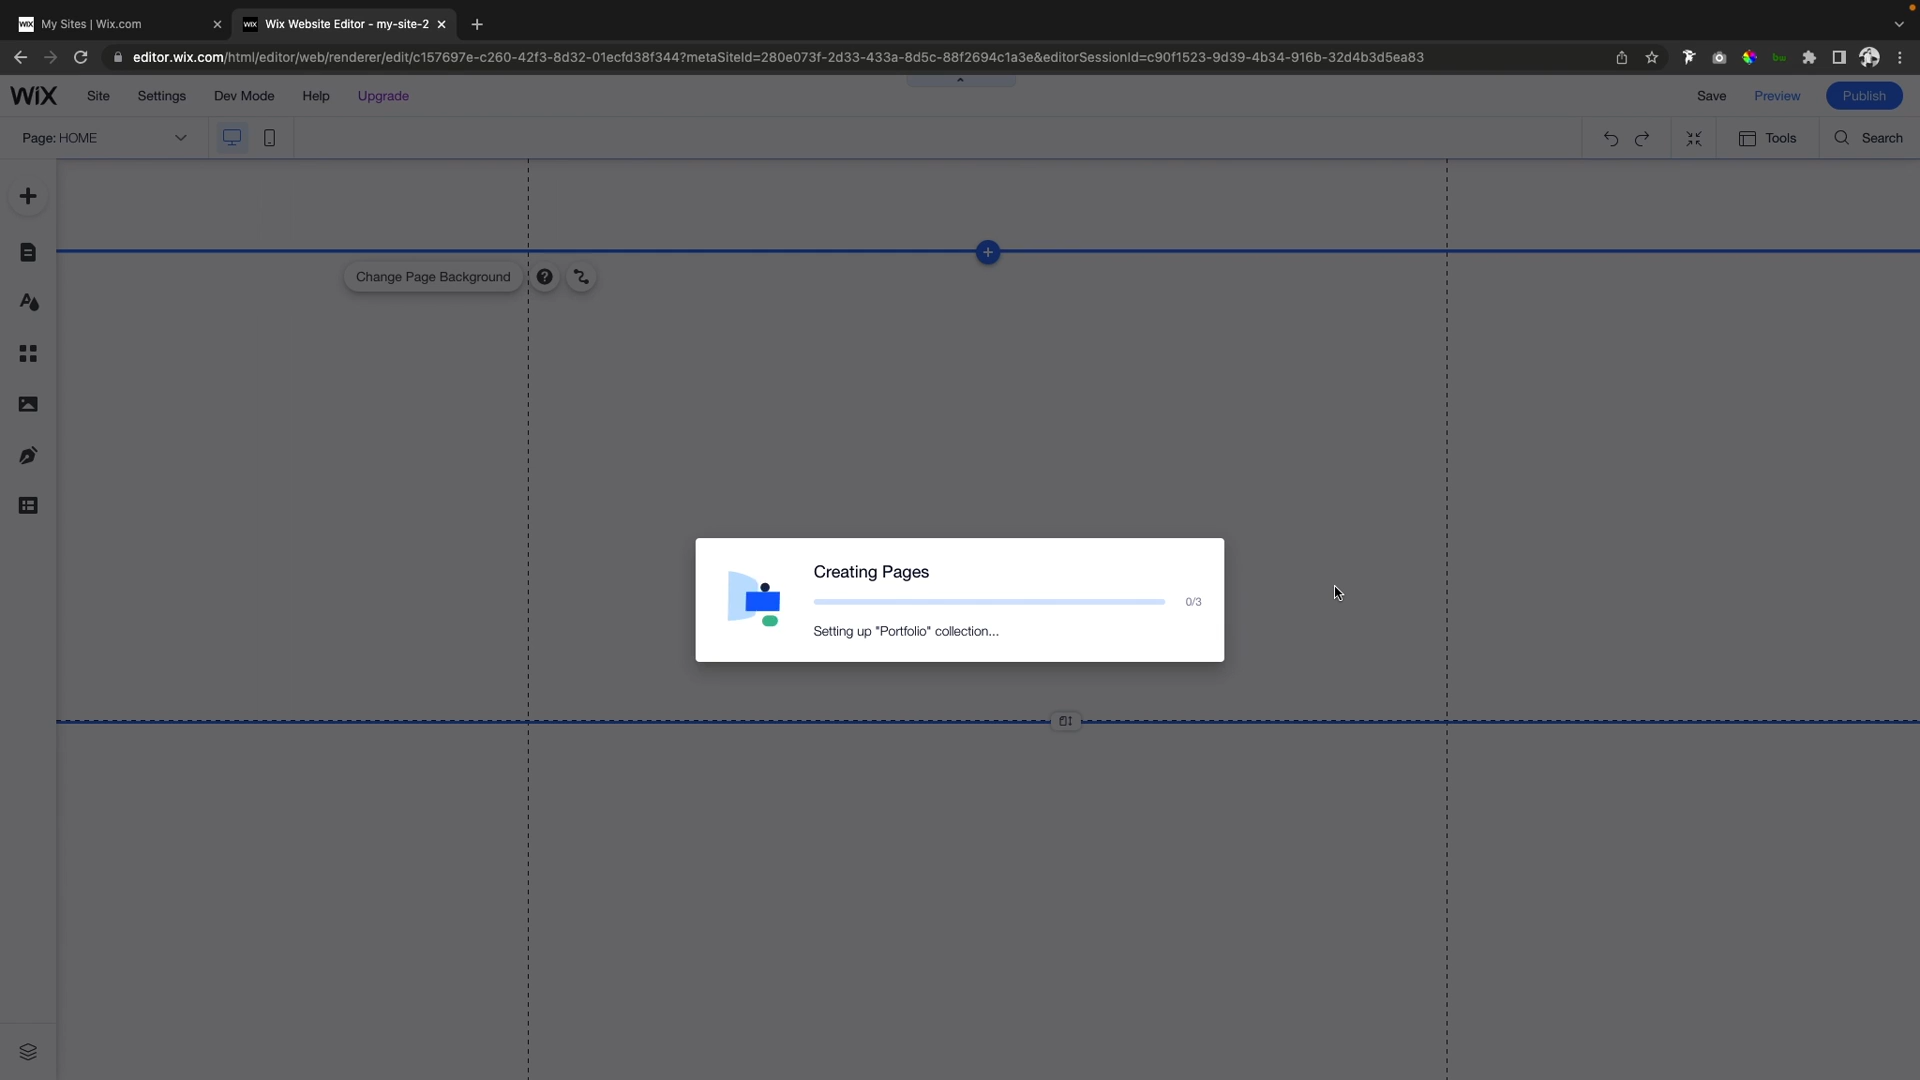 WiX My Sites | Wix.com
WiX Wix Website Editor - my-site-2
editor.wix.com/html/editor/web/renderer/edit/c157697e-c260-42f3-8d32-01ecfd38f344?metaSiteId=280e073f-2d33-433a-8d5c-88f2694c1a3e&editorSessionId=c90f1523-9d39-4b34-916b-32d4b3d5ea83
bw
WiX Site Settings Dev Mode Help Upgrade Save Preview Publish
Page: HOME Tools Search
Change Page Background ?
Creating Pages
0/3
Setting up "Portfolio" collection...